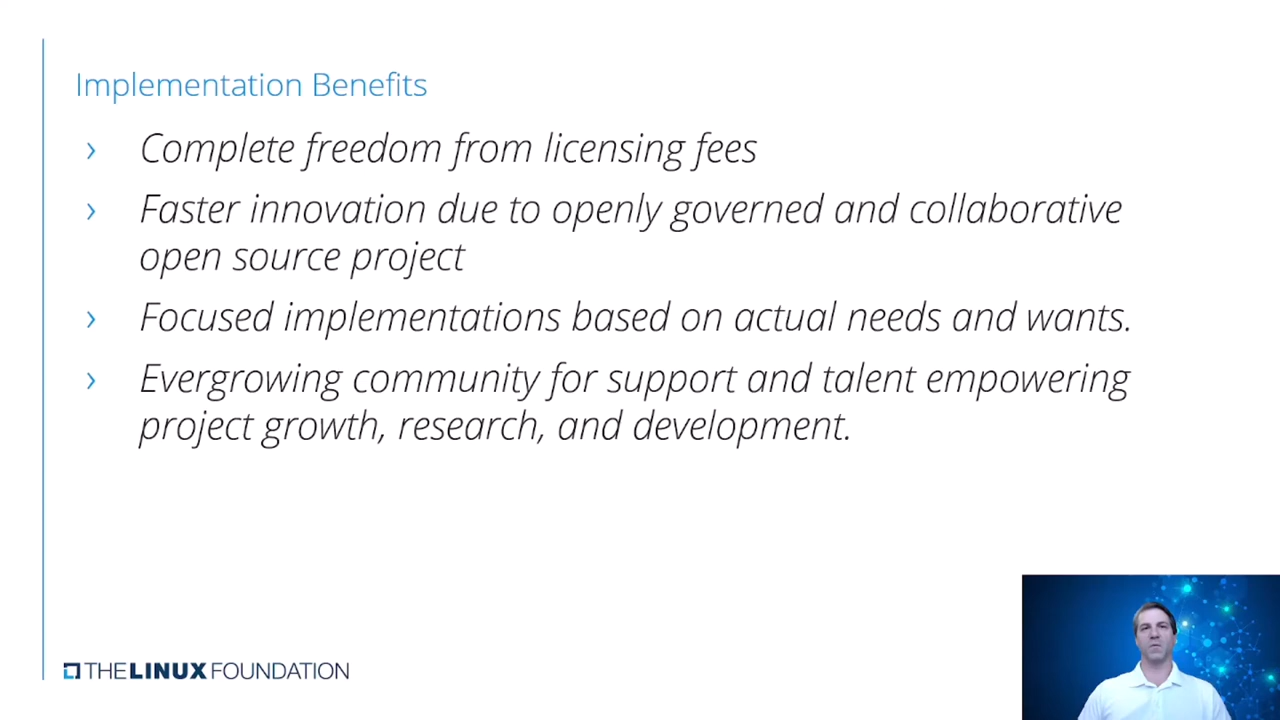 Implementation Benefits
› Complete freedom from licensing fees
› Faster innovation due to openly governed and collaborative
open source project
› Focused implementations based on actual needs and wants.
› Evergrowing community for support and talent empowering
project growth, research, and development.
THE LINUX FOUNDATION